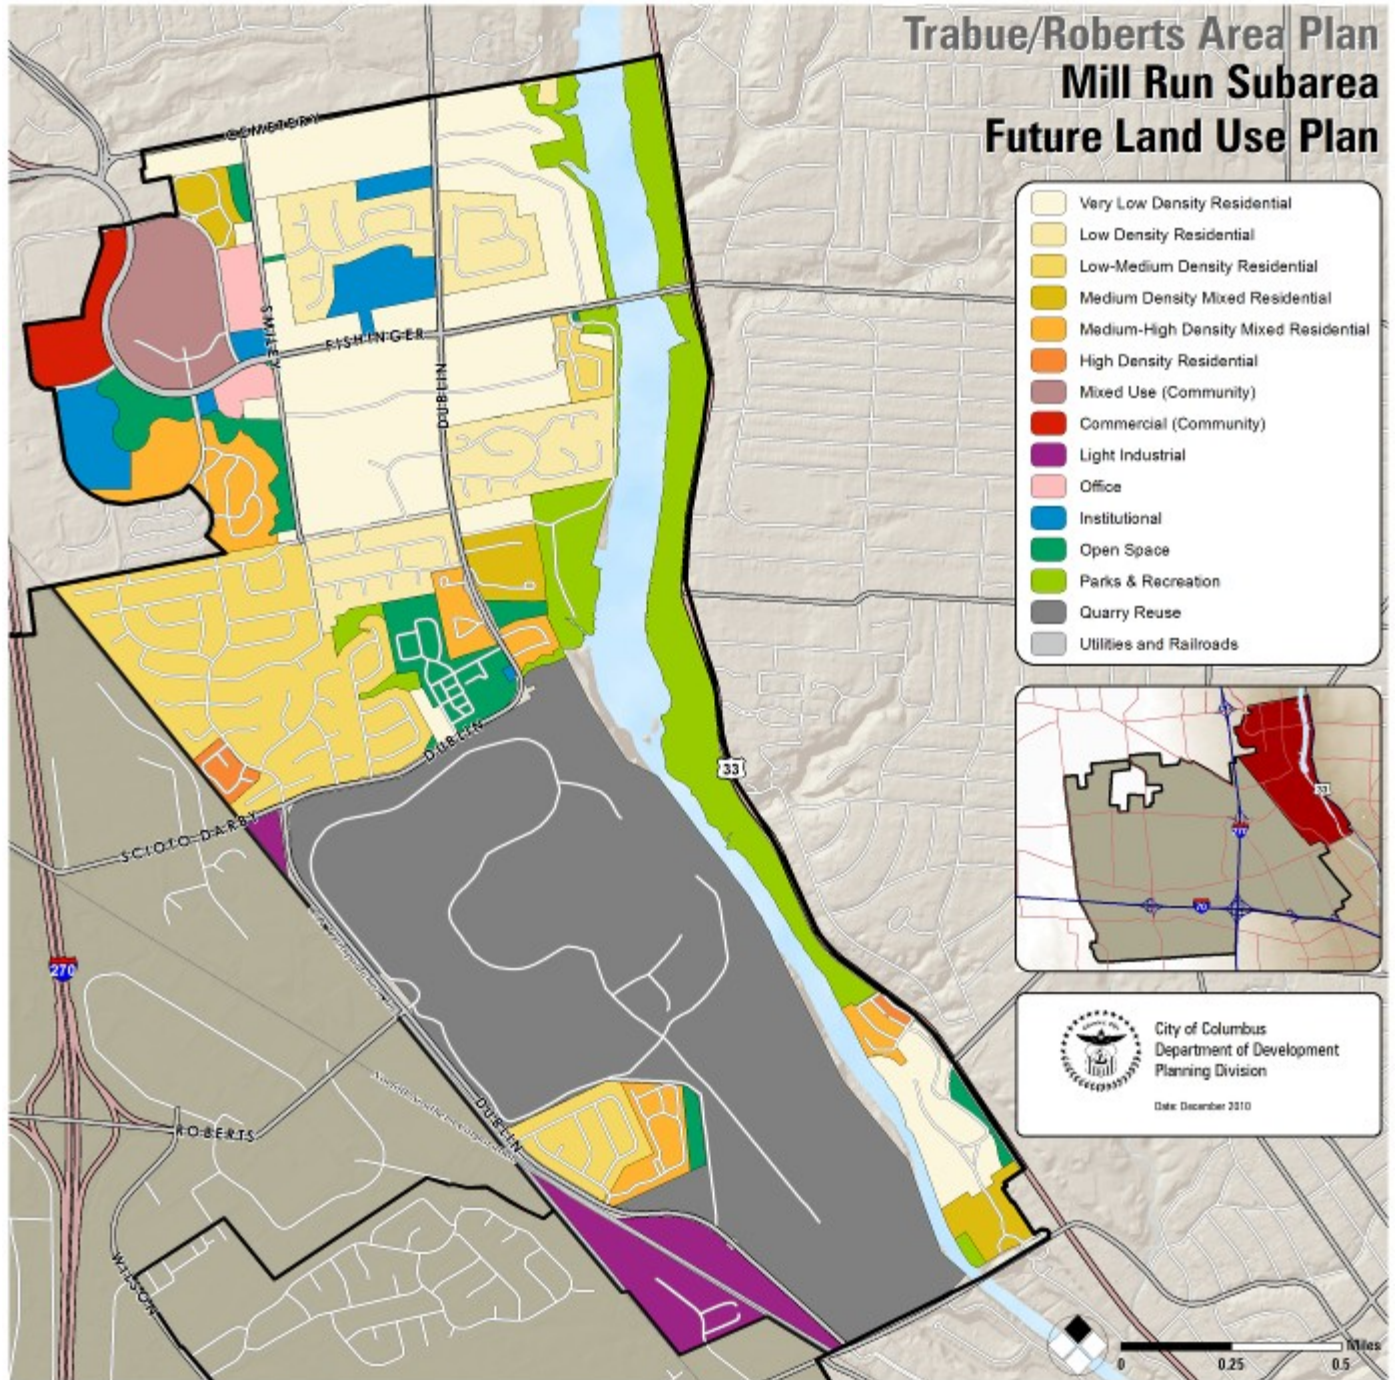 Trabue/Roberts Area Plan
Mill Run Subarea
Future Land Use Plan
Very Low Density Residential
Low Density Residential
Low-Medium Density Residential
Medium Density Mixed Residential
Medium-High Density Mixed Residential
High Density Residential
Mixed Use (Community)
Commercial (Community)
Light Industrial
Office
Institutional
Open Space
Parks & Recreation
Quarry Reuse
Utilities and Railroads
CEMETERY
SMILEY
FISHINGER
DUBLIN
DUBLIN
33
SCIOTO DARBY
270
ROBERTS
DUBLIN
WILSON
33
270
70
City of Columbus
Department of Development
Planning Division
Date: December 2010
Miles
0
0.25
0.5